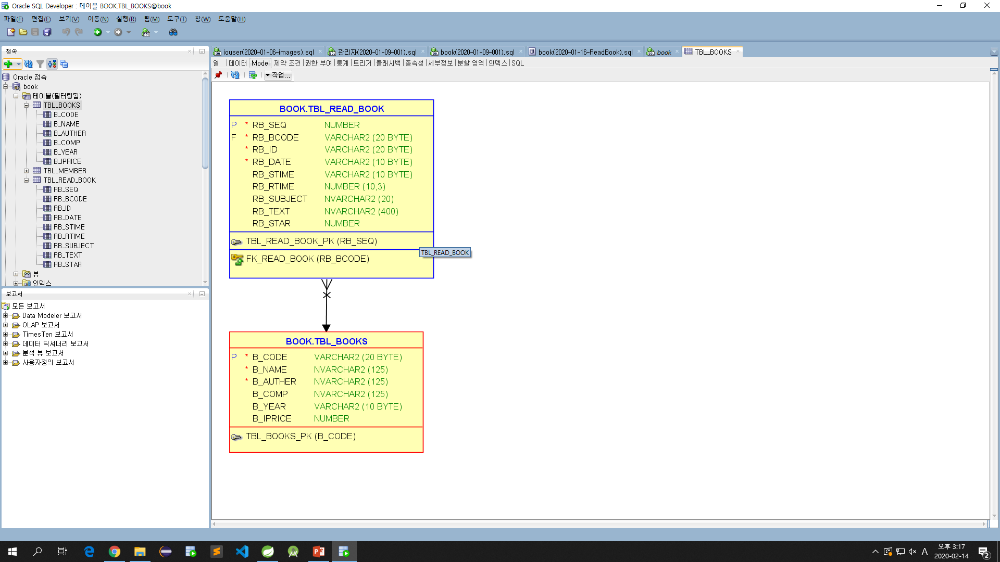 Oracle SQL Developer : 테이블 BOOK.TBL_BOOKS@book
파일(F) 편집(E) 보기(V) 이동(N) 실행(R) 팀(M) 도구(T) 창(W) 도움말(H)
접속
iouser(2020-01-06-images).sql 관리자(2020-01-09-001).sql book(2020-01-09-001).sql book(2020-01-16-ReadBook).sql book TBL_BOOKS
열 데이터 Model 제약 조건 권한 부여 통계 트리거 플래시백 종속성 세부정보 분할 영역 인덱스 SQL
작업...
Oracle 접속
book
테이블(필터링됨)
TBL_BOOKS
B_CODE
B_NAME
B_AUTHER
B_COMP
B_YEAR
B_IPRICE
TBL_MEMBER
TBL_READ_BOOK
RB_SEQ
RB_BCODE
RB_ID
RB_DATE
RB_STIME
RB_RTIME
RB_SUBJECT
RB_TEXT
RB_STAR
뷰
인덱스
보고서
모든 보고서
Data Modeler 보고서
OLAP 보고서
TimesTen 보고서
데이터 딕셔너리 보고서
분석 뷰 보고서
사용자정의 보고서
BOOK.TBL_READ_BOOK
P * RB_SEQ NUMBER
F * RB_BCODE VARCHAR2 (20 BYTE)
* RB_ID VARCHAR2 (20 BYTE)
* RB_DATE VARCHAR2 (10 BYTE)
RB_STIME VARCHAR2 (10 BYTE)
RB_RTIME NUMBER (10,3)
RB_SUBJECT NVARCHAR2 (20)
RB_TEXT NVARCHAR2 (400)
RB_STAR NUMBER
TBL_READ_BOOK_PK (RB_SEQ)
TBL_READ_BOOK
FK_READ_BOOK (RB_BCODE)
BOOK.TBL_BOOKS
P * B_CODE VARCHAR2 (20 BYTE)
* B_NAME NVARCHAR2 (125)
* B_AUTHER NVARCHAR2 (125)
B_COMP NVARCHAR2 (125)
B_YEAR VARCHAR2 (10 BYTE)
B_IPRICE NUMBER
TBL_BOOKS_PK (B_CODE)
A
오후 3:17
2020-02-14
2